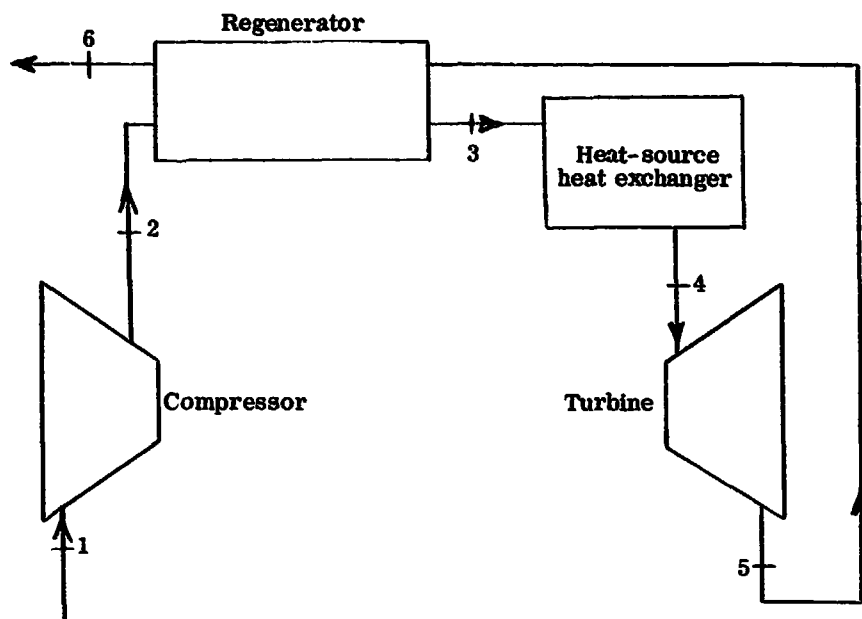 Regenerator
6
3
Heat-source
heat exchanger
2
4
Compressor
Turbine
1
5